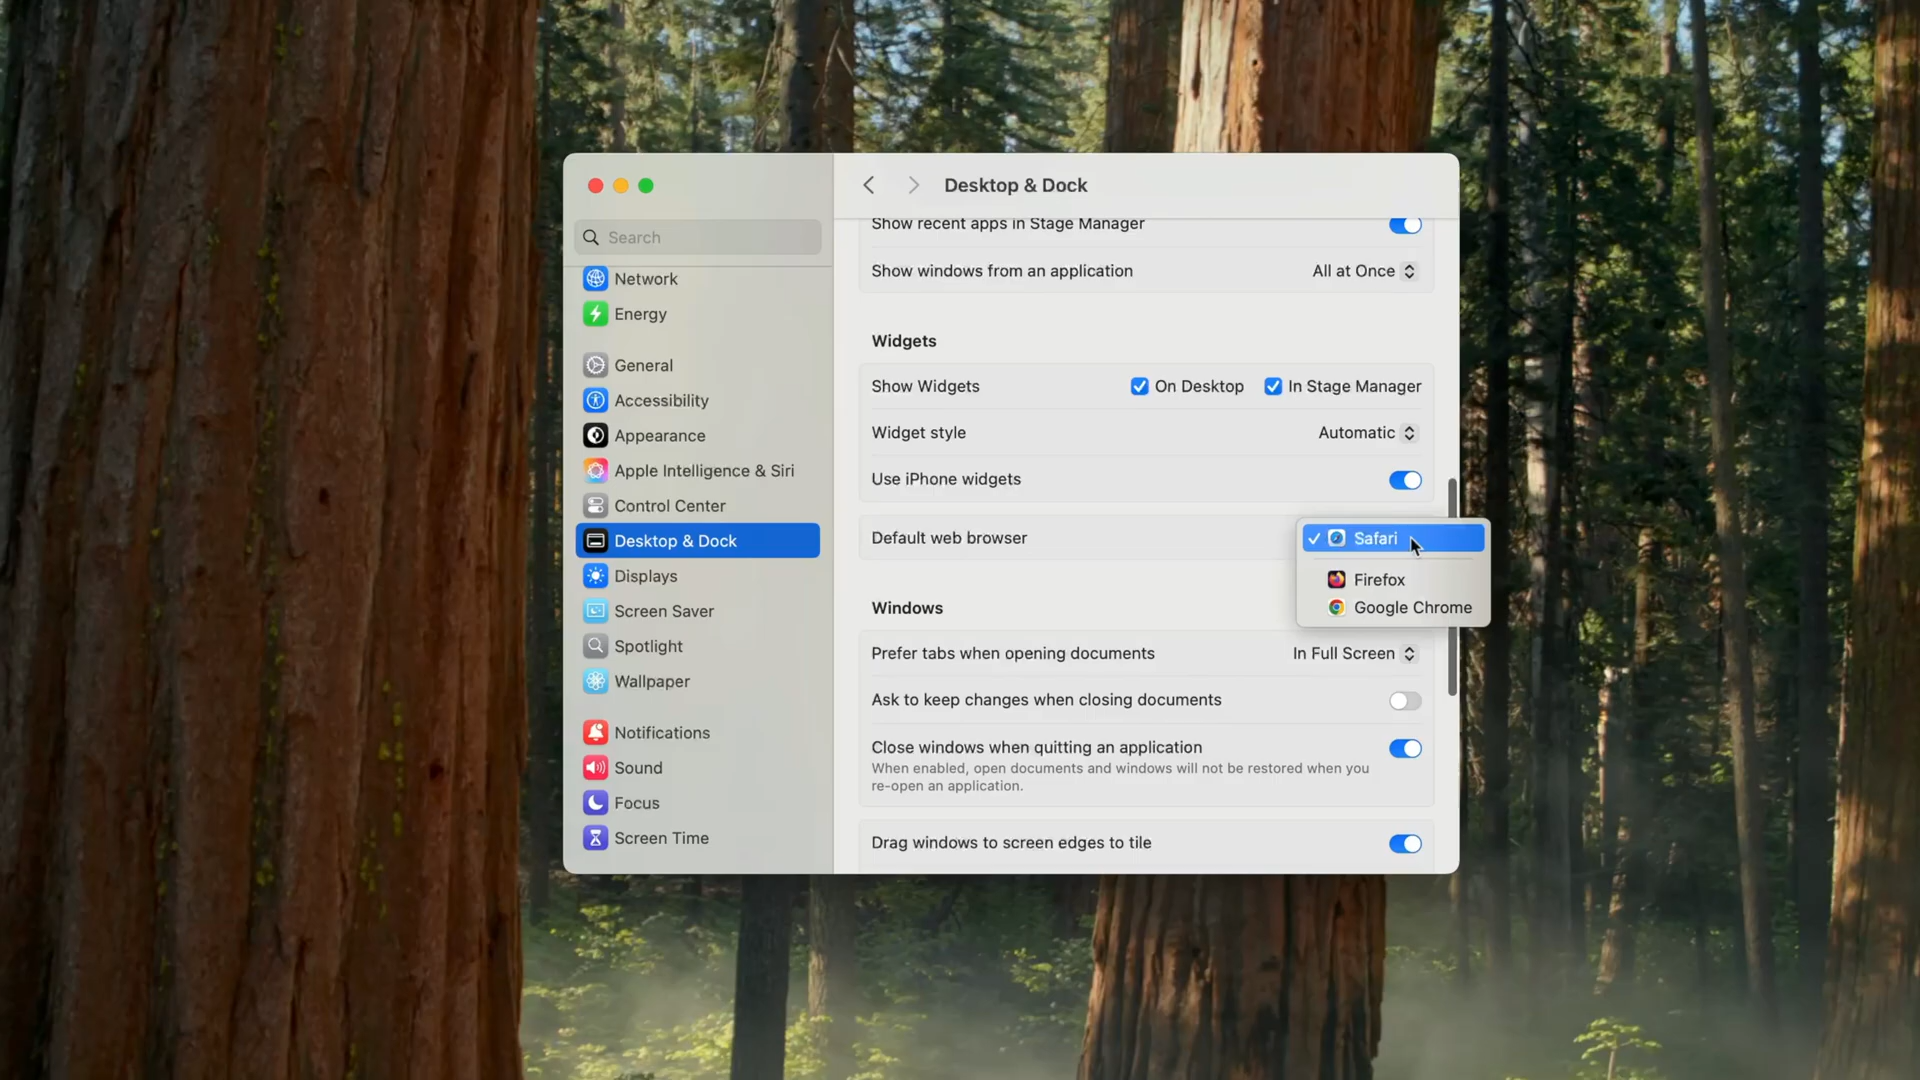 Desktop & Dock
Search
Network
Energy
General
Accessibility
Appearance
Apple Intelligence & Siri
Control Center
Desktop & Dock
Displays
Screen Saver
Spotlight
Wallpaper
Notifications
Sound
Focus
Screen Time
Show recent apps in Stage Manager
Show windows from an application All at Once
Widgets
Show Widgets On Desktop In Stage Manager
Widget style Automatic
Use iPhone widgets
Default web browser Safari
Firefox
Google Chrome
Windows
Prefer tabs when opening documents In Full Screen
Ask to keep changes when closing documents
Close windows when quitting an application
When enabled, open documents and windows will not be restored when you
re-open an application.
Drag windows to screen edges to tile